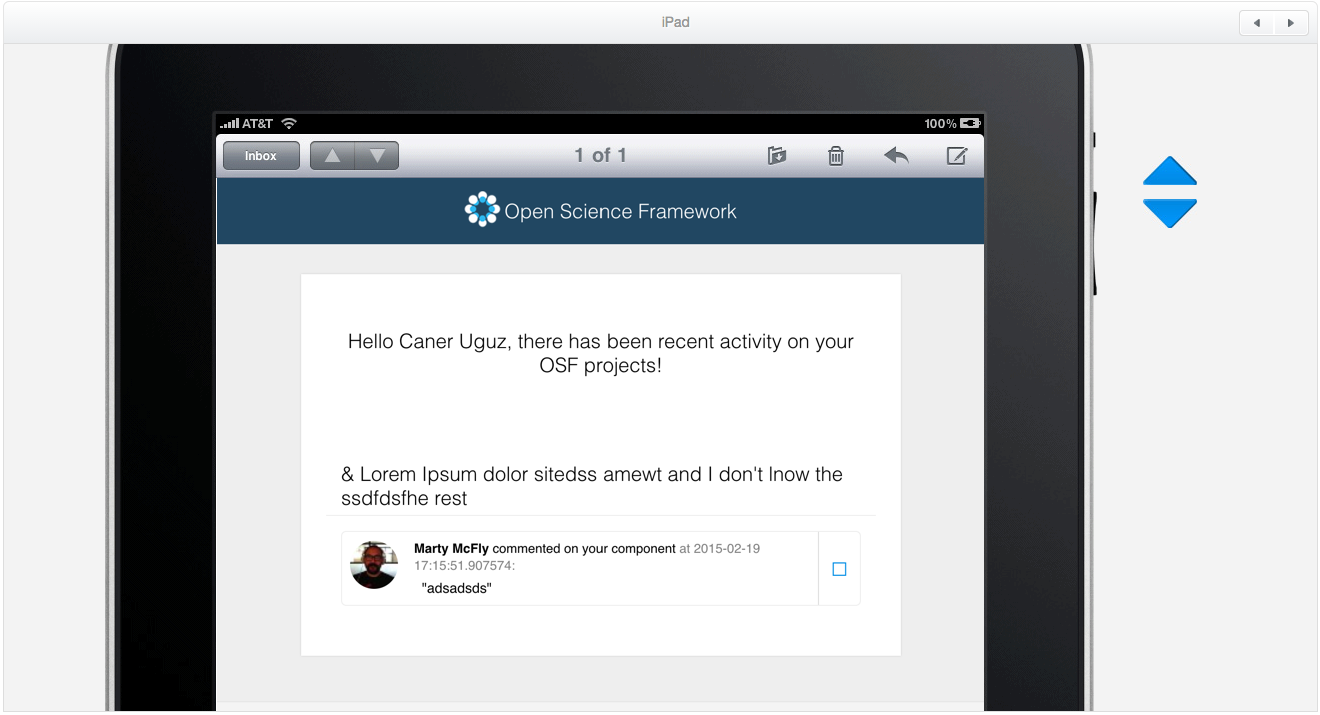 iPad
AT&T
100%
Inbox
1 of 1
Open Science Framework
Hello Caner Uguz, there has been recent activity on your
OSF projects!
& Lorem Ipsum dolor sitedss amewt and I don't lnow the
ssdfdsfhe rest
Marty McFly commented on your component at 2015-02-19
17:15:51.907574:
"adsadsds"